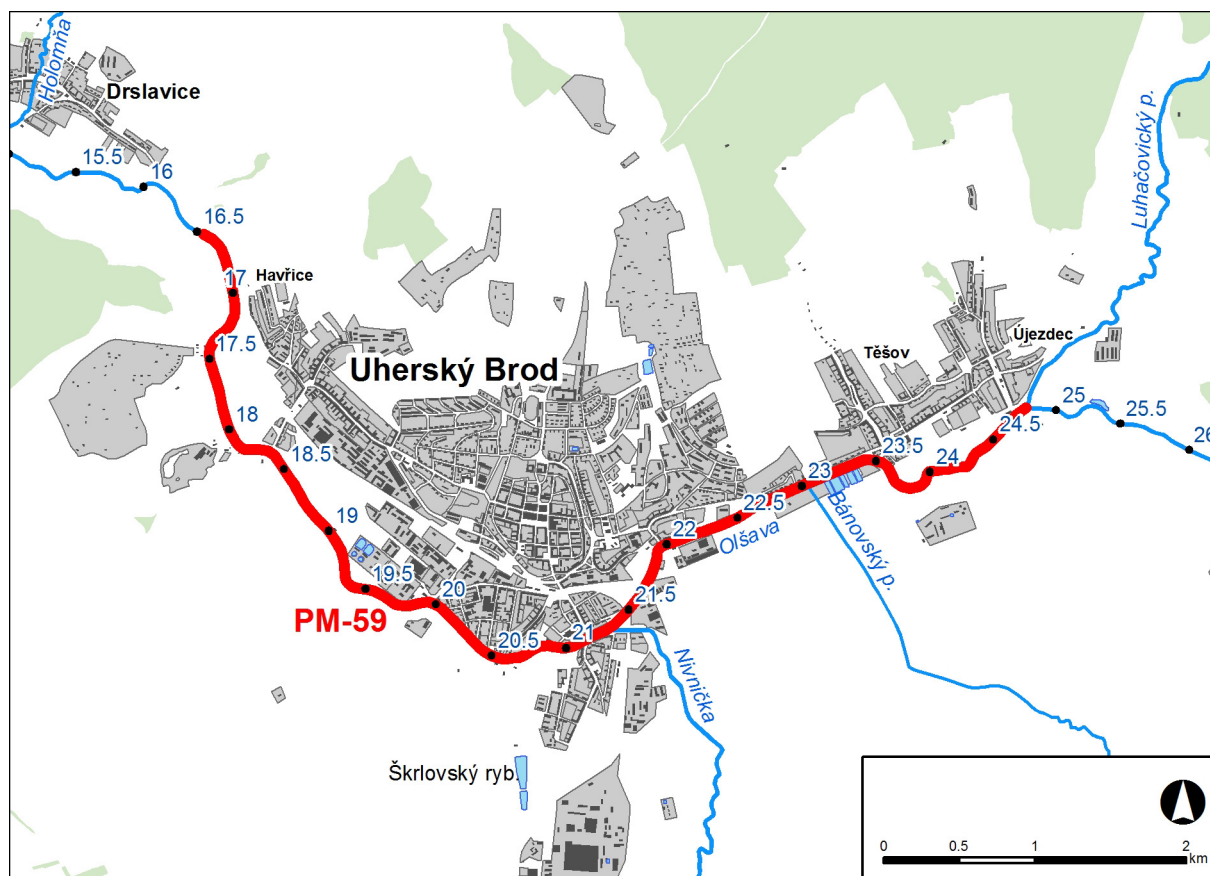 Holomňa
Drslavice
15.5
16
16.5
17
Havřice
17.5
Uherský Brod
18
18.5
19
19.5
20
PM-59
20.5
21
21.5
22
22.5
Olšava
23
Bánovský p.
23.5
24
24.5
Těšov
Újezdec
Luhačovický p.
25
25.5
26
Nivnička
Škrlovský ryb.
0
0.5
1
2
km